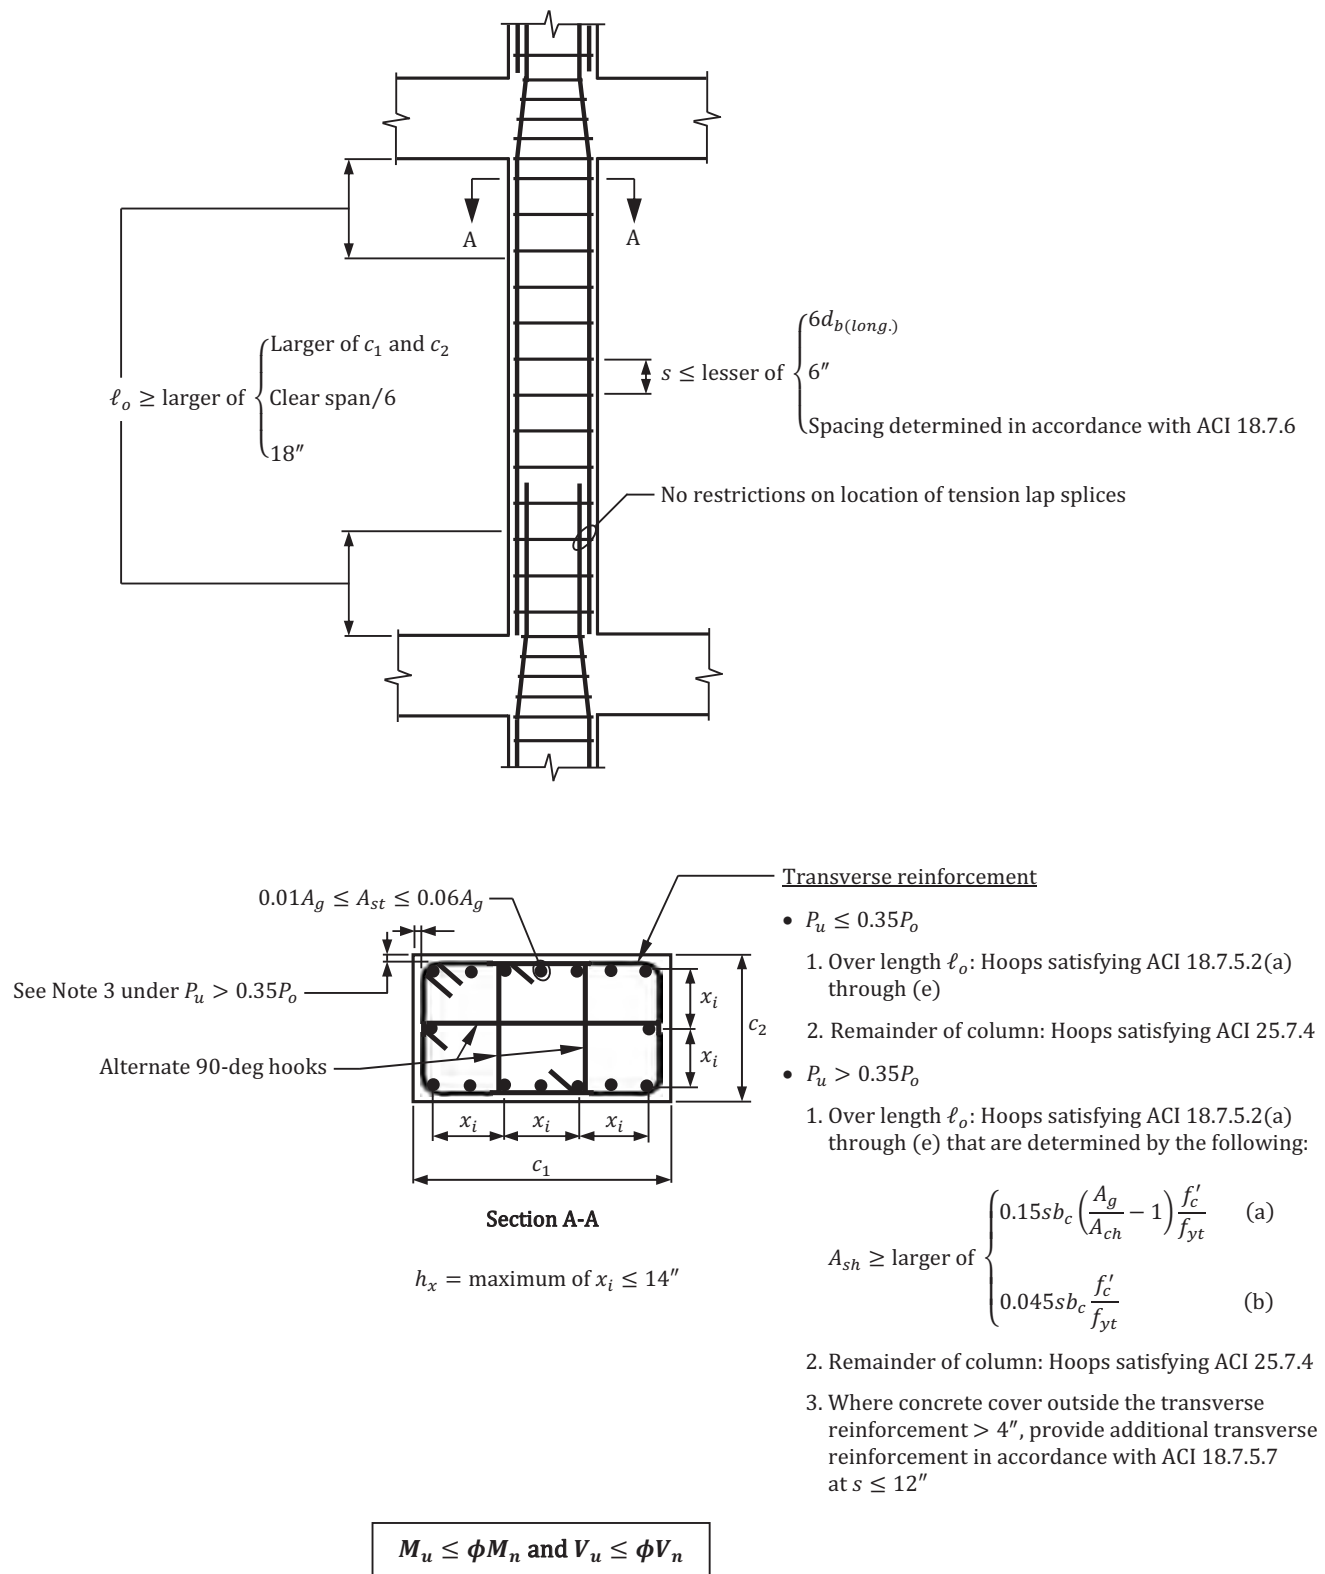 A A
ℓ_o ≥ larger of
Larger of c_1 and c_2
Clear span/6
18″
s ≤ lesser of
6d_b(long.)
6″
Spacing determined in accordance with ACI 18.7.6
No restrictions on location of tension lap splices
0.01A_g ≤ A_st ≤ 0.06A_g
See Note 3 under P_u > 0.35P_o
Alternate 90-deg hooks
x_i
x_i
c_2
x_i x_i x_i
c_1
Section A-A
h_x = maximum of x_i ≤ 14″
Transverse reinforcement
• P_u ≤ 0.35P_o
1. Over length ℓ_o: Hoops satisfying ACI 18.7.5.2(a)
through (e)
2. Remainder of column: Hoops satisfying ACI 25.7.4
• P_u > 0.35P_o
1. Over length ℓ_o: Hoops satisfying ACI 18.7.5.2(a)
through (e) that are determined by the following:
A_sh ≥ larger of
0.15sb_c (A_g/A_ch − 1) f_c′/f_yt (a)
0.045sb_c f_c′/f_yt (b)
2. Remainder of column: Hoops satisfying ACI 25.7.4
3. Where concrete cover outside the transverse
reinforcement > 4″, provide additional transverse
reinforcement in accordance with ACI 18.7.5.7
at s ≤ 12″
M_u ≤ ϕM_n and V_u ≤ ϕV_n